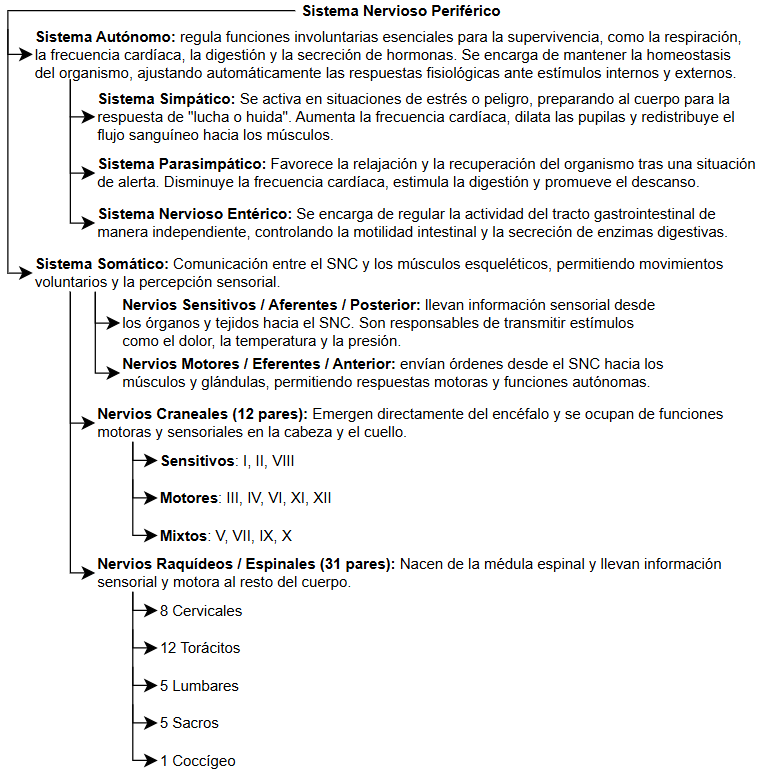 Sistema Nervioso Periférico
Sistema Autónomo: regula funciones involuntarias esenciales para la supervivencia, como la respiración,
la frecuencia cardíaca, la digestión y la secreción de hormonas. Se encarga de mantener la homeostasis
del organismo, ajustando automáticamente las respuestas fisiológicas ante estímulos internos y externos.
Sistema Simpático: Se activa en situaciones de estrés o peligro, preparando al cuerpo para la
respuesta de "lucha o huida". Aumenta la frecuencia cardíaca, dilata las pupilas y redistribuye el
flujo sanguíneo hacia los músculos.
Sistema Parasimpático: Favorece la relajación y la recuperación del organismo tras una situación
de alerta. Disminuye la frecuencia cardíaca, estimula la digestión y promueve el descanso.
Sistema Nervioso Entérico: Se encarga de regular la actividad del tracto gastrointestinal de
manera independiente, controlando la motilidad intestinal y la secreción de enzimas digestivas.
Sistema Somático: Comunicación entre el SNC y los músculos esqueléticos, permitiendo movimientos
voluntarios y la percepción sensorial.
Nervios Sensitivos / Aferentes / Posterior: llevan información sensorial desde
los órganos y tejidos hacia el SNC. Son responsables de transmitir estímulos
como el dolor, la temperatura y la presión.
Nervios Motores / Eferentes / Anterior: envían órdenes desde el SNC hacia los
músculos y glándulas, permitiendo respuestas motoras y funciones autónomas.
Nervios Craneales (12 pares): Emergen directamente del encéfalo y se ocupan de funciones
motoras y sensoriales en la cabeza y el cuello.
Sensitivos: I, II, VIII
Motores: III, IV, VI, XI, XII
Mixtos: V, VII, IX, X
Nervios Raquídeos / Espinales (31 pares): Nacen de la médula espinal y llevan información
sensorial y motora al resto del cuerpo.
8 Cervicales
12 Torácitos
5 Lumbares
5 Sacros
1 Coccígeo